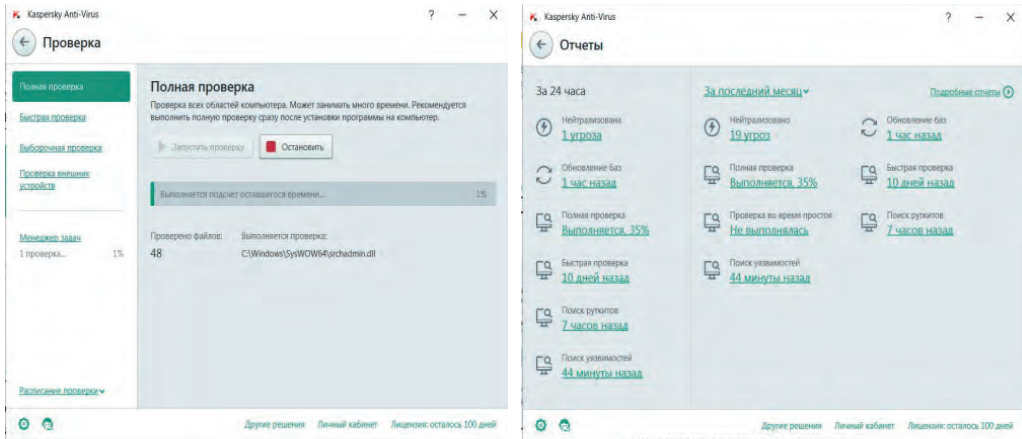 Kaspersky Anti-Virus
Проверка
Полная проверка
Быстрая проверка
Выборочная проверка
Проверка внешних
устройств
Менеджер задач
1 проверка... 1%
Расписание проверки
Полная проверка
Проверка всех областей компьютера. Может занимать много времени. Рекомендуется
выполнить полную проверку сразу после установки программы на компьютер.
Запустить проверку Остановить
Выполняется подсчет оставшегося времени... 1%
Проверено файлов: Выполняется проверка:
48 C:\Windows\SysWOW64\srchadmin.dll
Другие решения Личный кабинет Лицензия: осталось 100 дней
Kaspersky Anti-Virus
Отчеты
За 24 часа
Нейтрализована
1 угроза
Обновление баз
1 час назад
Полная проверка
Выполняется, 35%
Быстрая проверка
10 дней назад
Поиск руткитов
7 часов назад
Поиск уязвимостей
44 минуты назад
За последний месяц Подробные отчеты
Нейтрализовано Обновление баз
19 угроз 1 час назад
Полная проверка Быстрая проверка
Выполняется, 35% 10 дней назад
Проверка во время простоя Поиск руткитов
Не выполнялась 7 часов назад
Поиск уязвимостей
44 минуты назад
Другие решения Личный кабинет Лицензия: осталось 100 дней